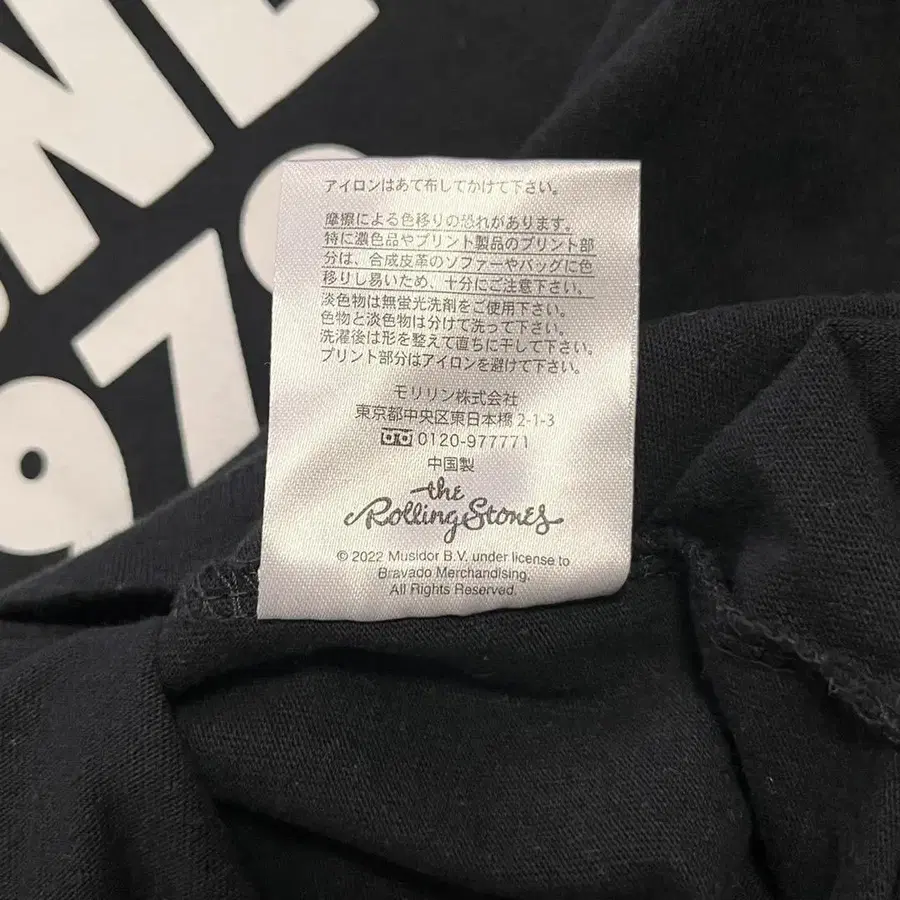 NE
97
アイロンはあて布してかけて下さい。
摩擦による色移りの恐れがあります。
特に濃色品やプリント製品のプリント部
分は、合成皮革のソファーやバッグに色
移りし易いため、十分にご注意下さい。
淡色物は無蛍光洗剤をご使用下さい。
色物と淡色物は分けて洗って下さい。
洗濯後は形を整えて直ちに干して下さい。
プリント部分はアイロンを避けて下さい。
モリリン株式会社
東京都中央区東日本橋 2-1-3
0120-977771
中国製
the
Rolling Stones
© 2022 Musidor B.V. under license to
Bravado Merchandising.
All Rights Reserved.